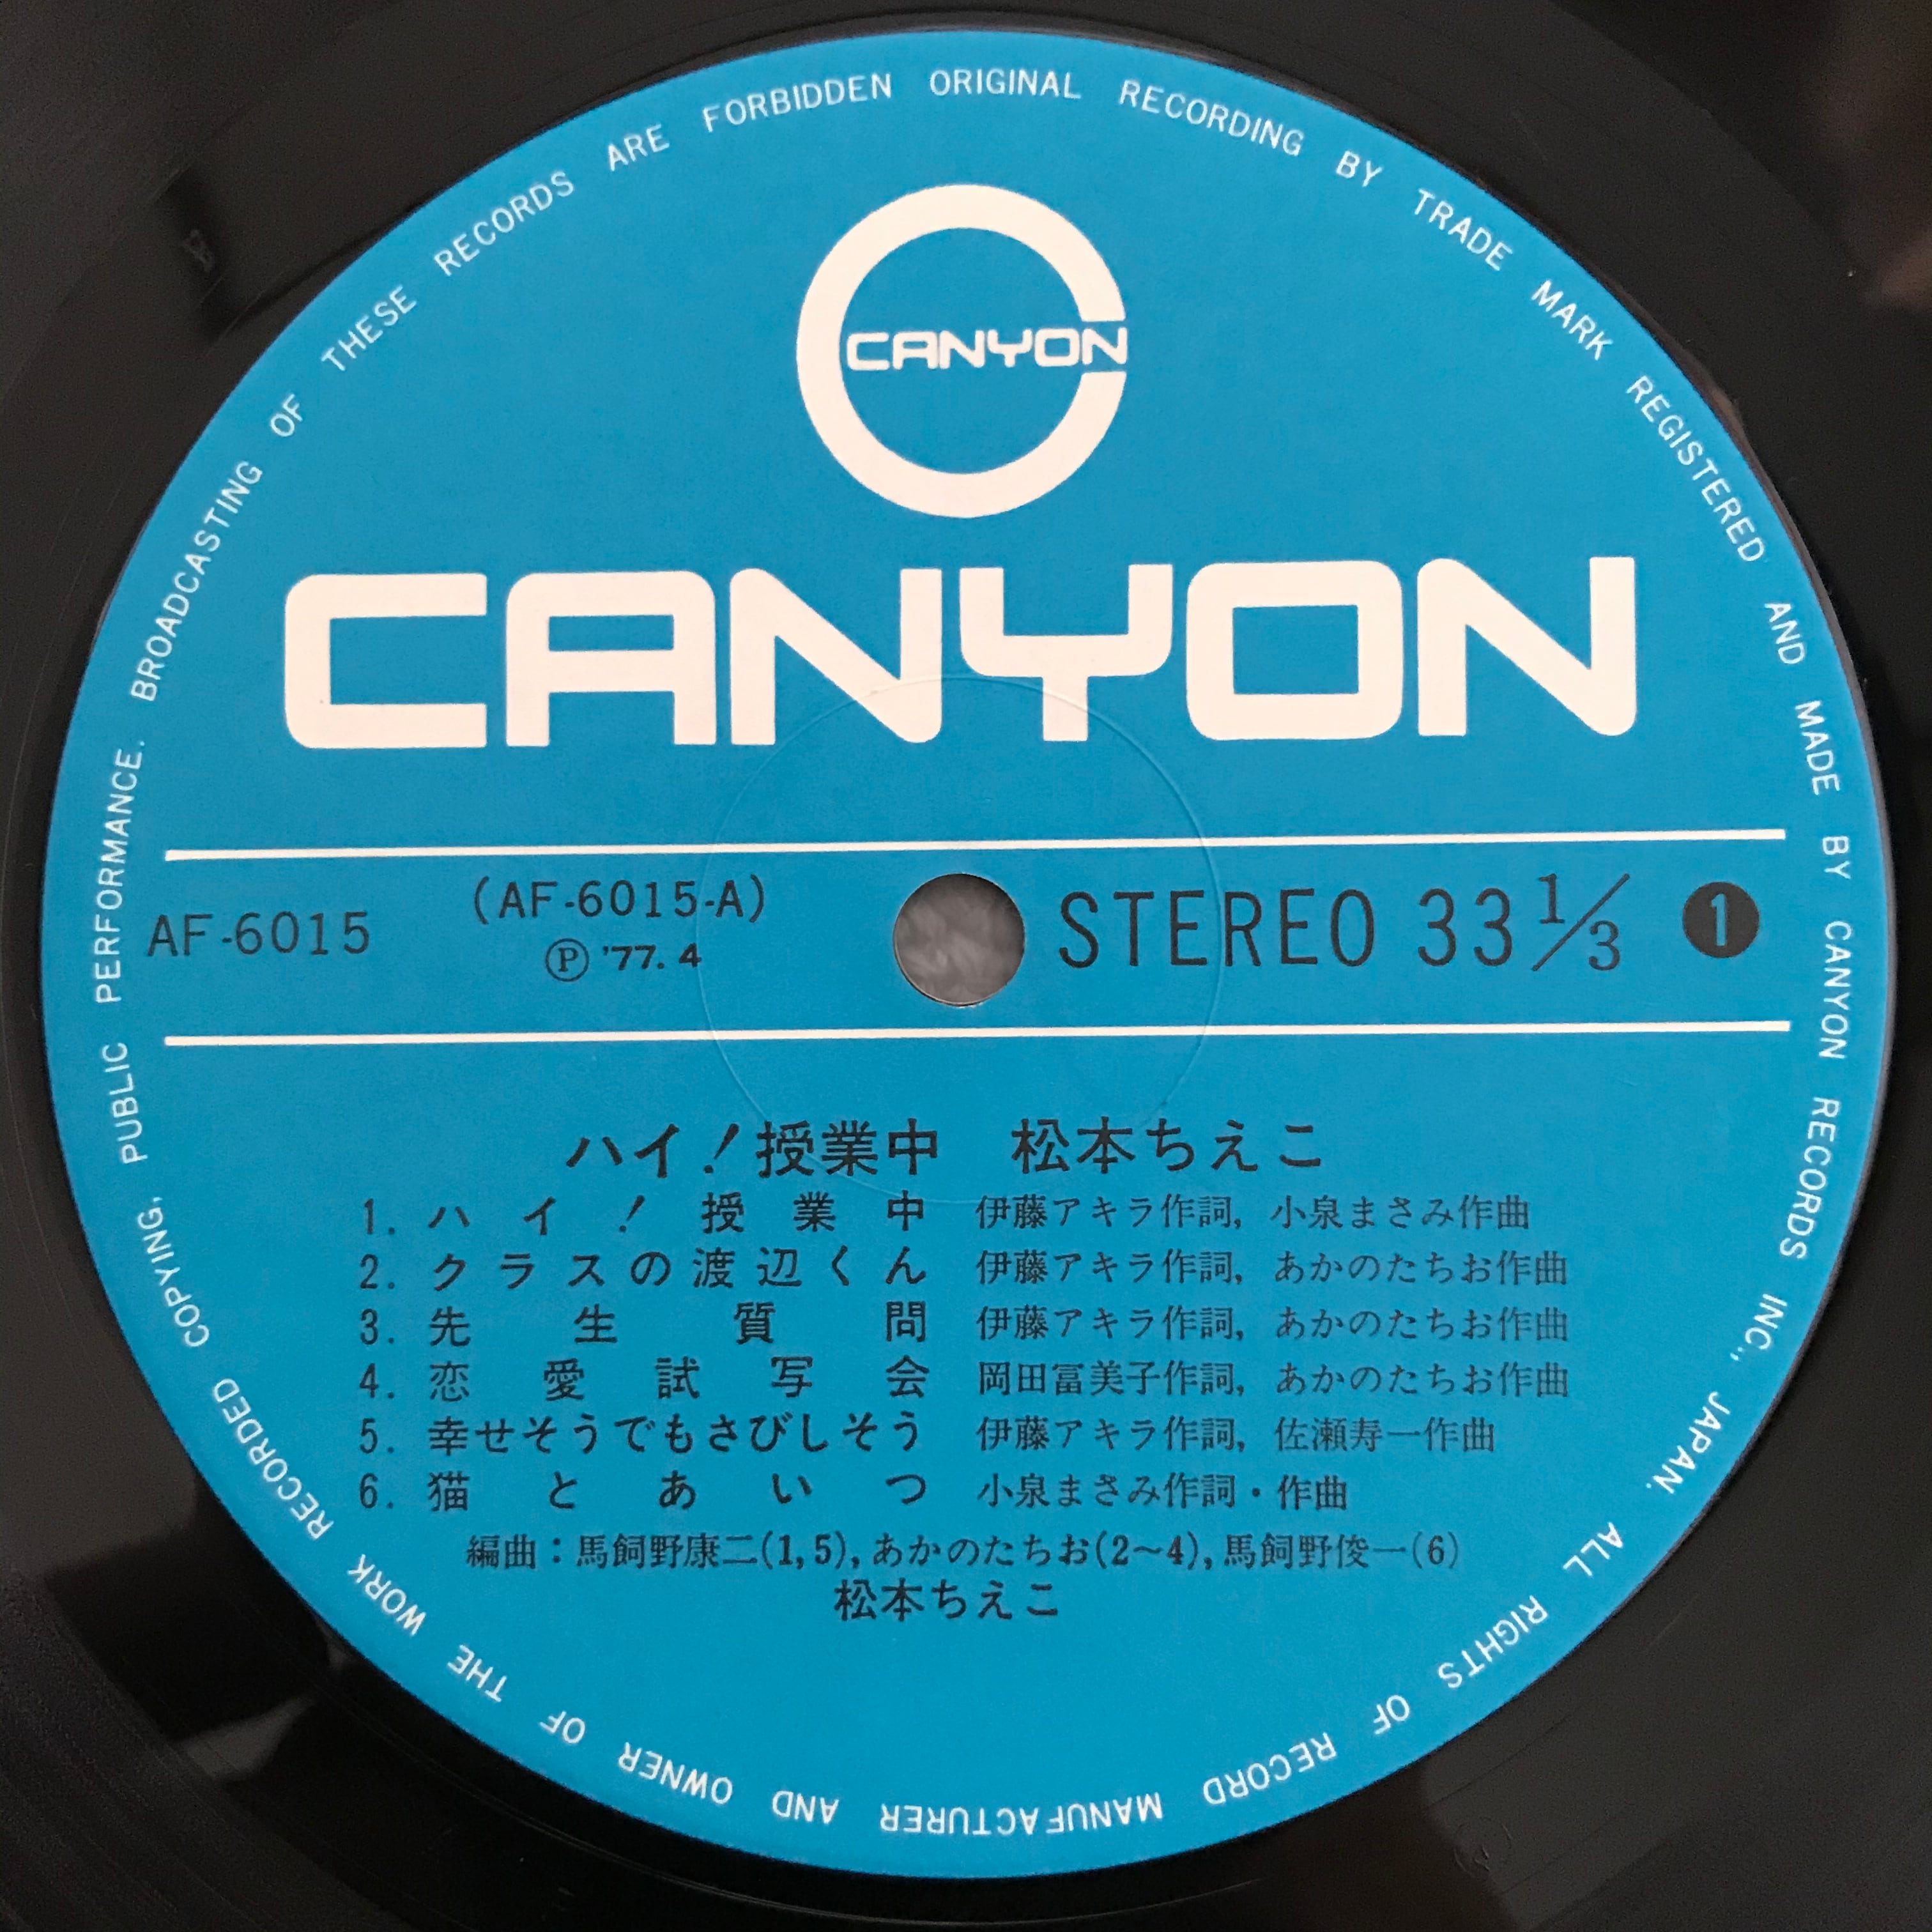 ORIGINAL RECORDING BY TRADE MARK REGISTERED AND MADE BY CANYON RECORDS INC., JAPAN. ALL RIGHTS OF RECORD MANUFACTURER AND OWNER OF THE WORK RECORDED COPYING, PUBLIC PERFORMANCE, BROADCASTING OF THESE RECORDS ARE FORBIDDEN
CANYON
CANYON
AF-6015
(AF-6015-A)
Ⓟ '77.4
STEREO 33 1/3
1
ハイ!授業中 松本ちえこ
1. ハイ!授業中 伊藤アキラ作詞, 小泉まさみ作曲
2. クラスの渡辺くん 伊藤アキラ作詞, あかのたちお作曲
3. 先生質問 伊藤アキラ作詞, あかのたちお作曲
4. 恋愛試写会 岡田冨美子作詞, あかのたちお作曲
5. 幸せそうでもさびしそう 伊藤アキラ作詞, 佐瀬寿一作曲
6. 猫とあいつ 小泉まさみ作詞・作曲
編曲:馬飼野康二(1,5), あかのたちお(2~4), 馬飼野俊一(6)
松本ちえこ